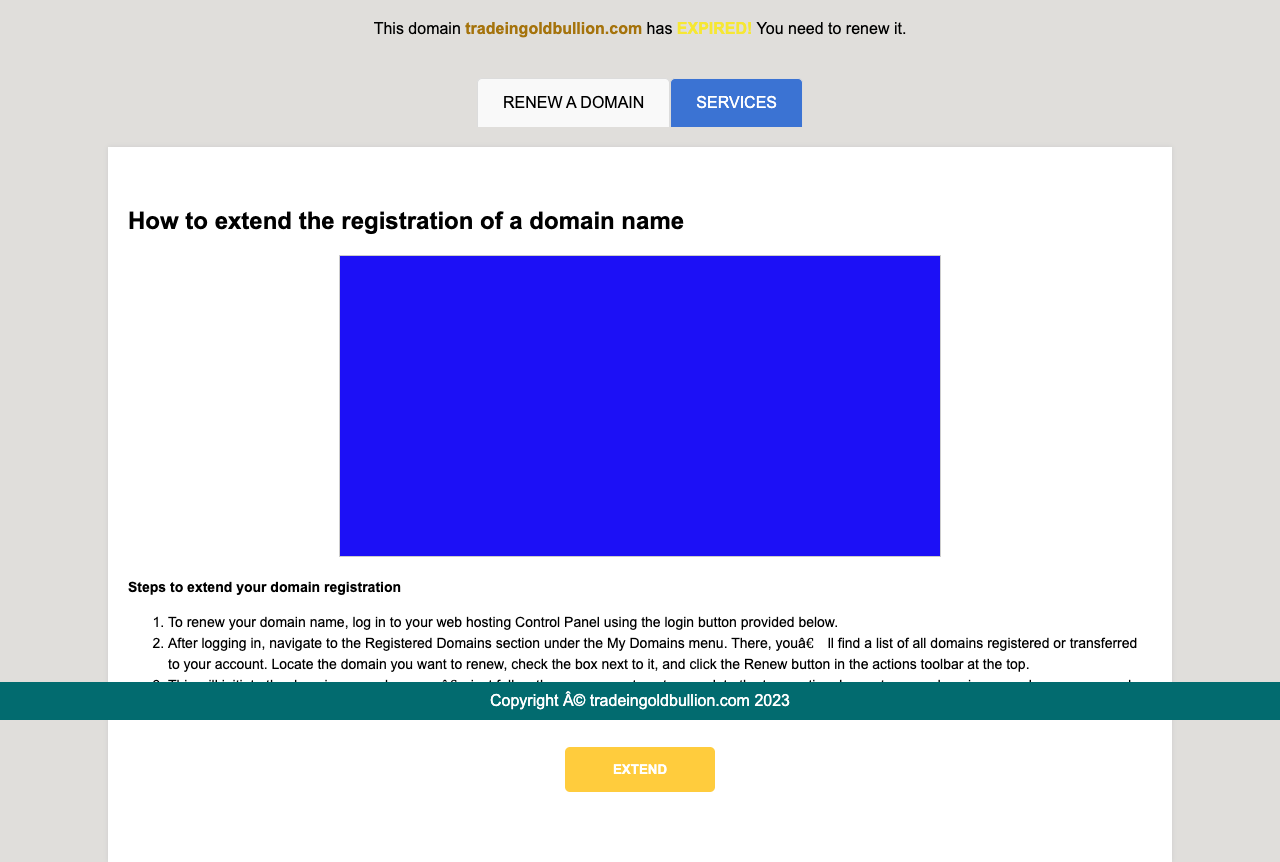 This domain tradeingoldbullion.com has EXPIRED! You need to renew it.
RENEW A DOMAIN
SERVICES
How to extend the registration of a domain name
Steps to extend your domain registration
1. To renew your domain name, log in to your web hosting Control Panel using the login button provided below.
2. After logging in, navigate to the Registered Domains section under the My Domains menu. There, youâ€ ll find a list of all domains registered or transferred
to your account. Locate the domain you want to renew, check the box next to it, and click the Renew button in the actions toolbar at the top.
Copyright Â© tradeingoldbullion.com 2023
EXTEND